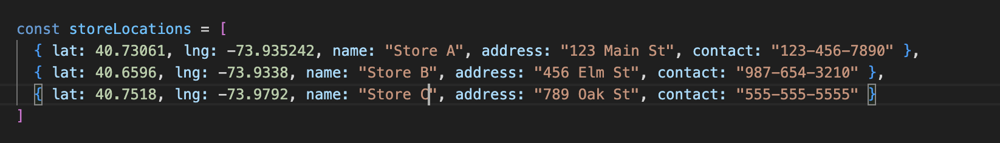 const storeLocations = [
{ lat: 40.73061, lng: -73.935242, name: "Store A", address: "123 Main St", contact: "123-456-7890" },
{ lat: 40.6596, lng: -73.9338, name: "Store B", address: "456 Elm St", contact: "987-654-3210" },
{ lat: 40.7518, lng: -73.9792, name: "Store C", address: "789 Oak St", contact: "555-555-5555" }
]